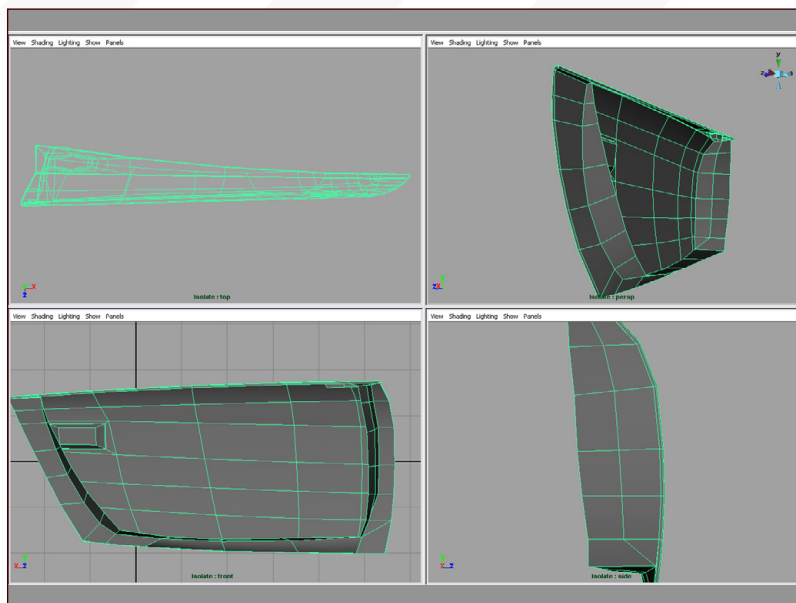 View Shading Lighting Show Panels
Isolate : top
View Shading Lighting Show Panels
y
z
x
Isolate : persp
View Shading Lighting Show Panels
Isolate : front
View Shading Lighting Show Panels
Isolate : side